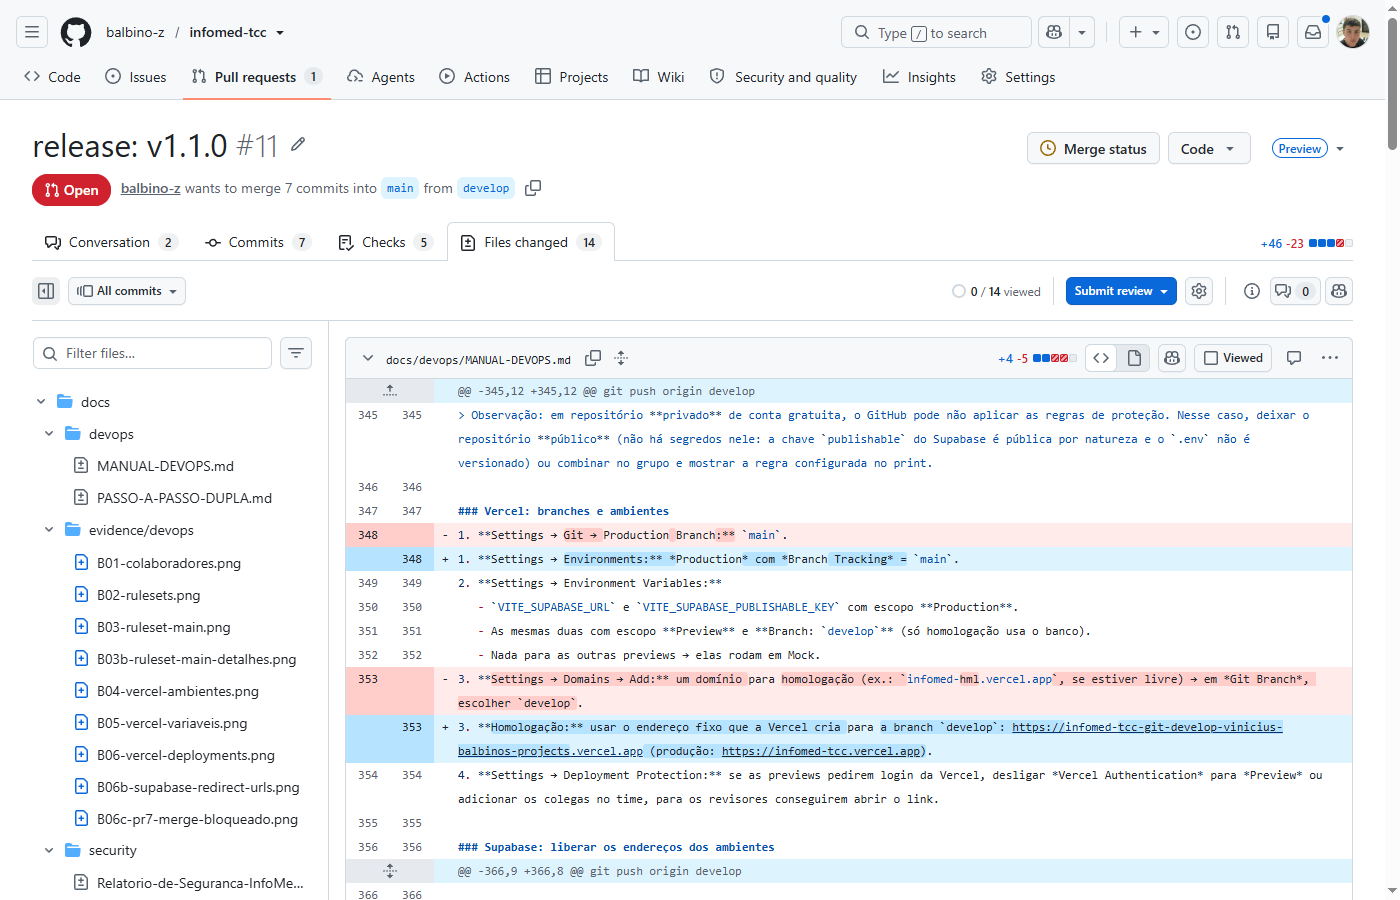 balbino-z / infomed-tcc
Type / to search
Code
Issues
Pull requests 1
Agents
Actions
Projects
Wiki
Security and quality
Insights
Settings
release: v1.1.0 #11
Merge status
Code
Preview
Open
balbino-z wants to merge 7 commits into main from develop
Conversation 2
Commits 7
Checks 5
Files changed 14
+46 -23
All commits
0 / 14 viewed
Submit review
0
Filter files...
docs
devops
MANUAL-DEVOPS.md
PASSO-A-PASSO-DUPLA.md
evidence/devops
B01-colaboradores.png
B02-rulesets.png
B03-ruleset-main.png
B03b-ruleset-main-detalhes.png
B04-vercel-ambientes.png
B05-vercel-variaveis.png
B06-vercel-deployments.png
B06b-supabase-redirect-urls.png
B06c-pr7-merge-bloqueado.png
security
Relatorio-de-Seguranca-InfoMe...
docs/devops/MANUAL-DEVOPS.md
+4 -5
Viewed
@@ -345,12 +345,12 @@ git push origin develop
345 345 > Observação: em repositório **privado** de conta gratuita, o GitHub pode não aplicar as regras de proteção. Nesse caso, deixar o
repositório **público** (não há segredos nele: a chave `publishable` do Supabase é pública por natureza e o `.env` não é
versionado) ou combinar no grupo e mostrar a regra configurada no print.
346 346
347 347 ### Vercel: branches e ambientes
348 - 1. **Settings → Git → Production Branch:** `main`.
348 + 1. **Settings → Environments:** *Production* com *Branch Tracking* = `main`.
349 349 2. **Settings → Environment Variables:**
350 350 - `VITE_SUPABASE_URL` e `VITE_SUPABASE_PUBLISHABLE_KEY` com escopo **Production**.
351 351 - As mesmas duas com escopo **Preview** e **Branch: `develop`** (só homologação usa o banco).
352 352 - Nada para as outras previews → elas rodam em Mock.
353 - 3. **Settings → Domains → Add:** um domínio para homologação (ex.: `infomed-hml.vercel.app`, se estiver livre) → em *Git Branch*,
escolher `develop`.
353 + 3. **Homologação:** usar o endereço fixo que a Vercel cria para a branch `develop`: https://infomed-tcc-git-develop-vinicius-
balbinos-projects.vercel.app (produção: https://infomed-tcc.vercel.app).
354 354 4. **Settings → Deployment Protection:** se as previews pedirem login da Vercel, desligar *Vercel Authentication* para *Preview* ou
adicionar os colegas no time, para os revisores conseguirem abrir o link.
355 355
356 356 ### Supabase: liberar os endereços dos ambientes
@@ -366,9 +366,8 @@ git push origin develop
366 366